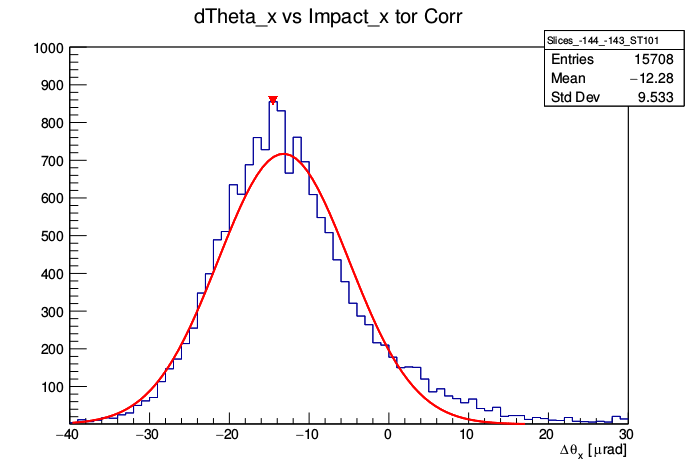 dTheta_x vs Impact_x tor Corr
Slices_-144_-143_ST101
Entries 15708
Mean −12.28
Std Dev 9.533
1000
900
800
700
600
500
400
300
200
100
−40 −30 −20 −10 0 10 20 30
Δθx [μrad]